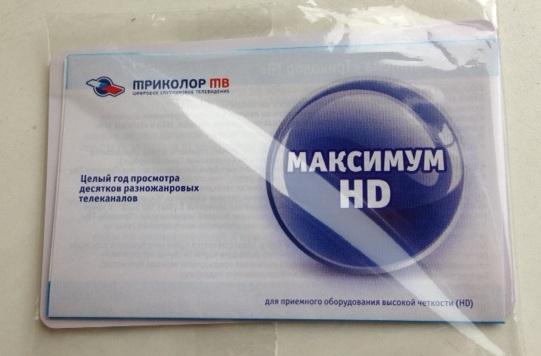 ТРИКОЛОР ТВ
ЦИФРОВОЕ СПУТНИКОВОЕ ТЕЛЕВИДЕНИЕ
МАКСИМУМ
HD
Целый год просмотра
десятков разножанровых
телеканалов
для приемного оборудования высокой четкости (HD)